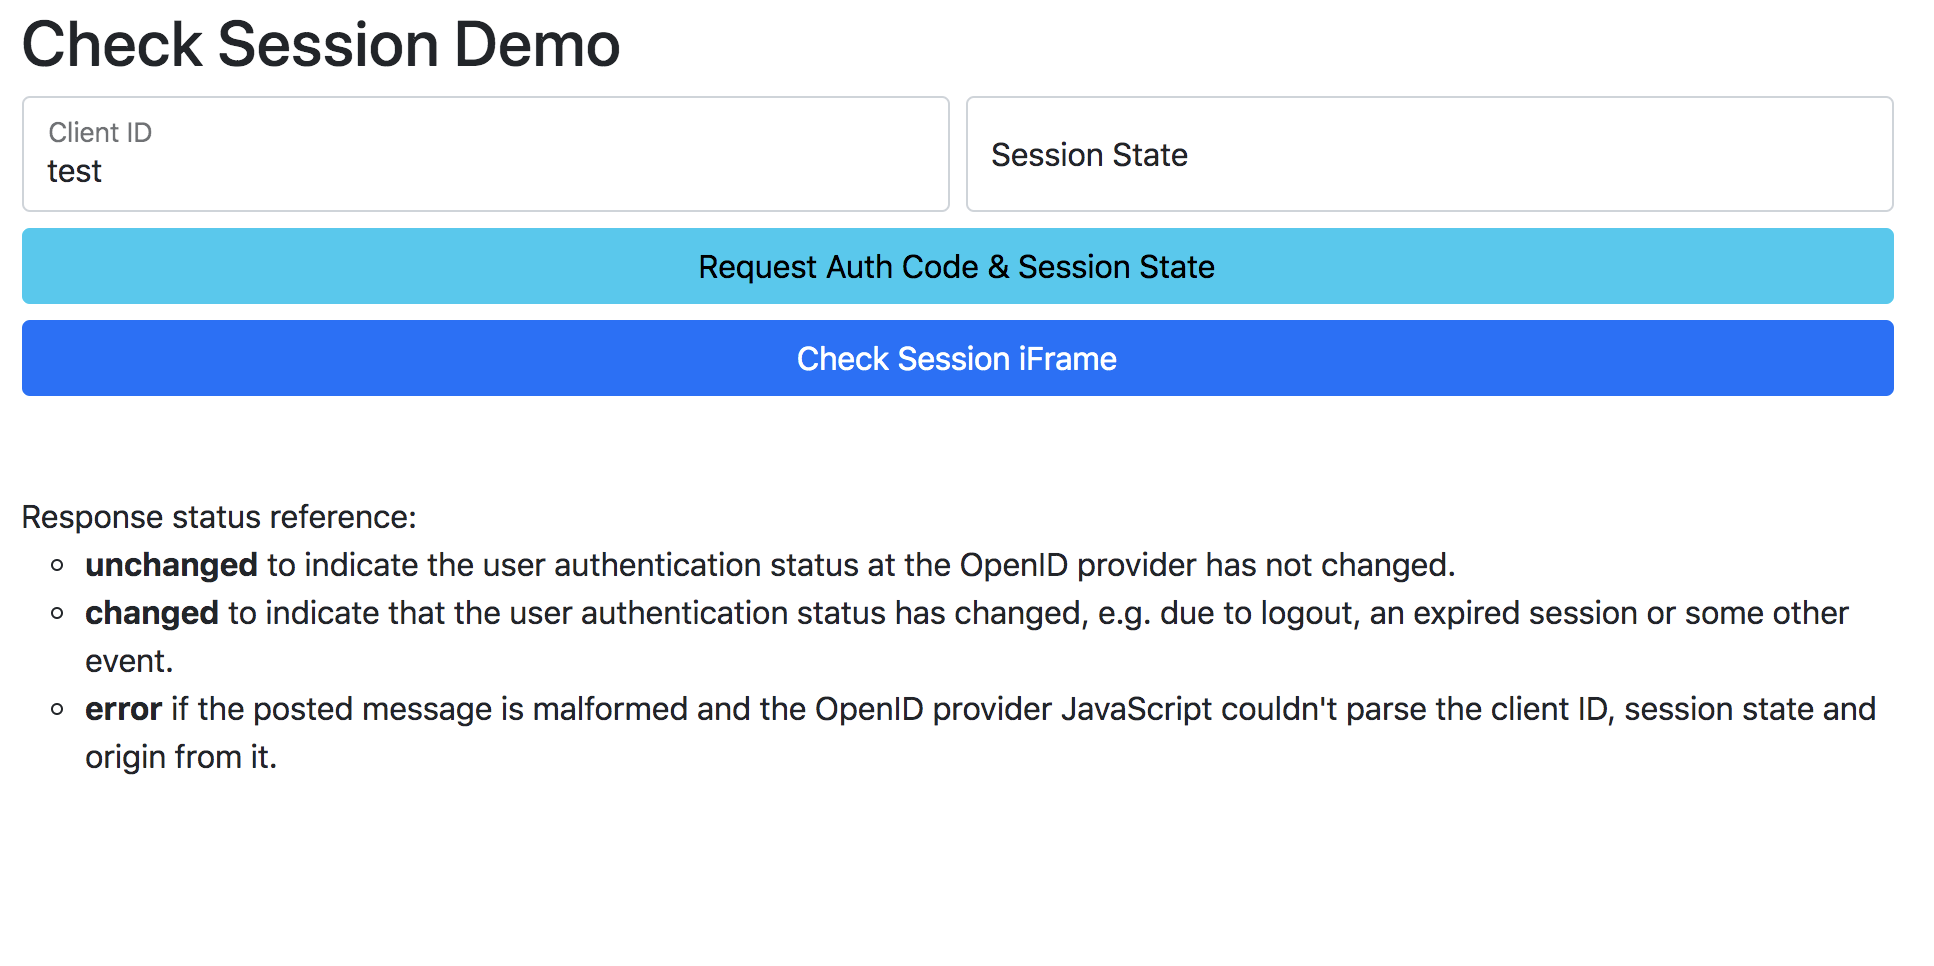 Check Session Demo
Client ID
test
Session State
Request Auth Code & Session State
Check Session iFrame
Response status reference:
unchanged to indicate the user authentication status at the OpenID provider has not changed.
changed to indicate that the user authentication status has changed, e.g. due to logout, an expired session or some other
event.
error if the posted message is malformed and the OpenID provider JavaScript couldn't parse the client ID, session state and
origin from it.